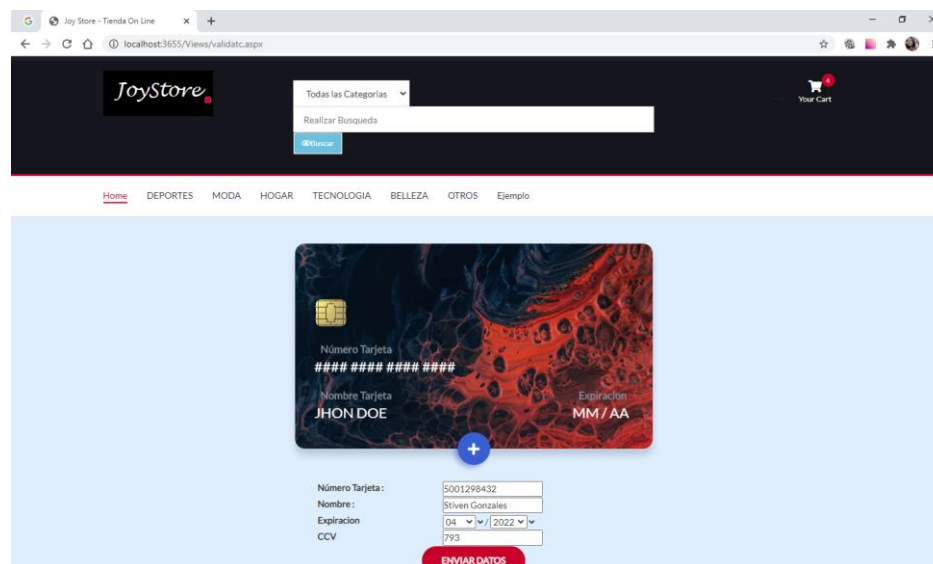 Joy Store - Tienda On Line
localhost:3655/Views/validatc.aspx
JoyStore
Todas las Categorias
4
Your Cart
Realizar Busqueda
Buscar
Home DEPORTES MODA HOGAR TECNOLOGIA BELLEZA OTROS Ejemplo
Número Tarjeta
#### #### #### ####
Nombre Tarjeta Expiracion
JHON DOE MM / AA
+
Número Tarjeta : 5001298432
Nombre : Stiven Gonzales
Expiracion 04 / 2022
CCV 793
ENVIAR DATOS